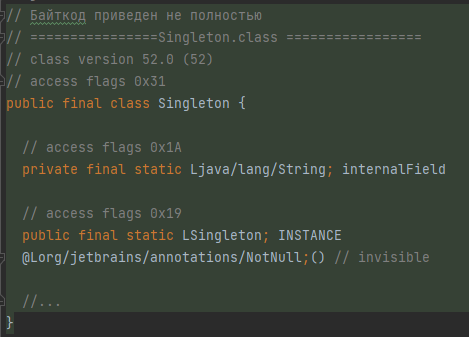 // Байткод приведен не полностью
// ================Singleton.class =================
// class version 52.0 (52)
// access flags 0x31
public final class Singleton {
// access flags 0x1A
private final static Ljava/lang/String; internalField
// access flags 0x19
public final static LSingleton; INSTANCE
@Lorg/jetbrains/annotations/NotNull;() // invisible
//...
}